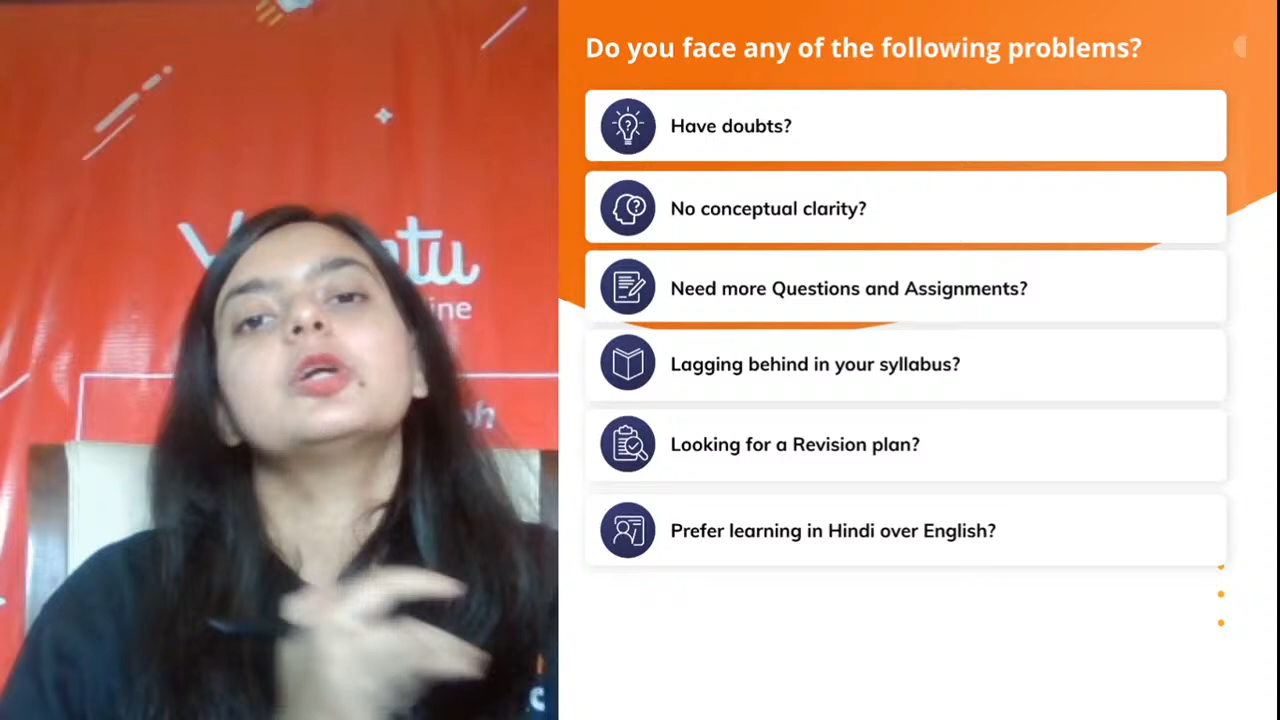 Do you face any of the following problems?
Have doubts?
No conceptual clarity?
Need more Questions and Assignments?
Lagging behind in your syllabus?
Looking for a Revision plan?
Prefer learning in Hindi over English?